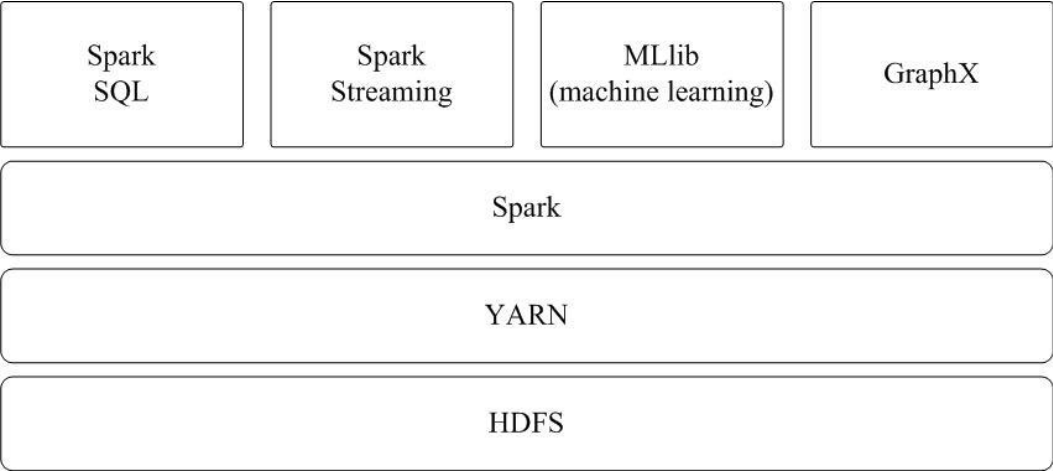 Spark
SQL
Spark
Streaming
MLlib
(machine learning)
GraphX
Spark
YARN
HDFS